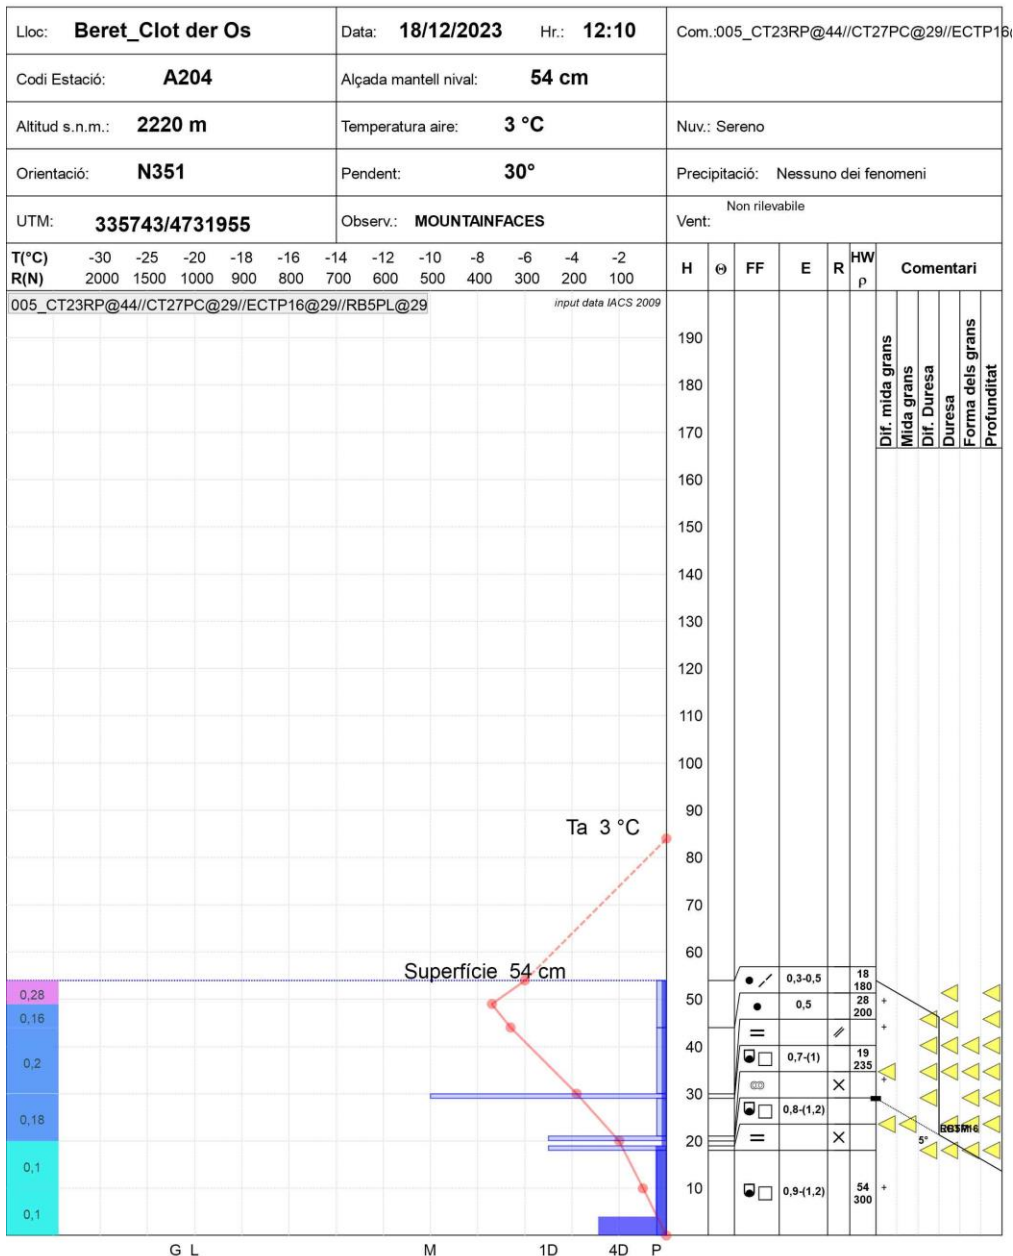 Lloc: Beret_Clot der Os
Data: 18/12/2023 Hr.: 12:10
Com.:005_CT23RP@44//CT27PC@29//ECTP16@
Codi Estació: A204
Alçada mantell nival: 54 cm
Altitud s.n.m.: 2220 m
Temperatura aire: 3 °C
Nuv.: Sereno
Orientació: N351
Pendent: 30°
Precipitació: Nessuno dei fenomeni
UTM: 335743/4731955
Observ.: MOUNTAINFACES
Vent: Non rilevabile
T(°C) -30 -25 -20 -18 -16 -14 -12 -10 -8 -6 -4 -2
R(N) 2000 1500 1000 900 800 700 600 500 400 300 200 100
H Θ FF E R HW ρ Comentari
005_CT23RP@44//CT27PC@29//ECTP16@29//RB5PL@29
input data IACS 2009
Dif. mida grans
Mida grans
Dif. Duresa
Duresa
Forma dels grans
Profunditat
190
180
170
160
150
140
130
120
110
100
90
80
70
60
50
40
30
20
10
Ta 3 °C
Superfície 54 cm
0,28
0,16
0,2
0,18
0,1
0,1
0,3-0,5 18 180
0,5 28 200
0,7-(1) 19 235
0,8-(1,2)
0,9-(1,2) 54 300
+
+
+
+
5°
G L M 1D 4D P